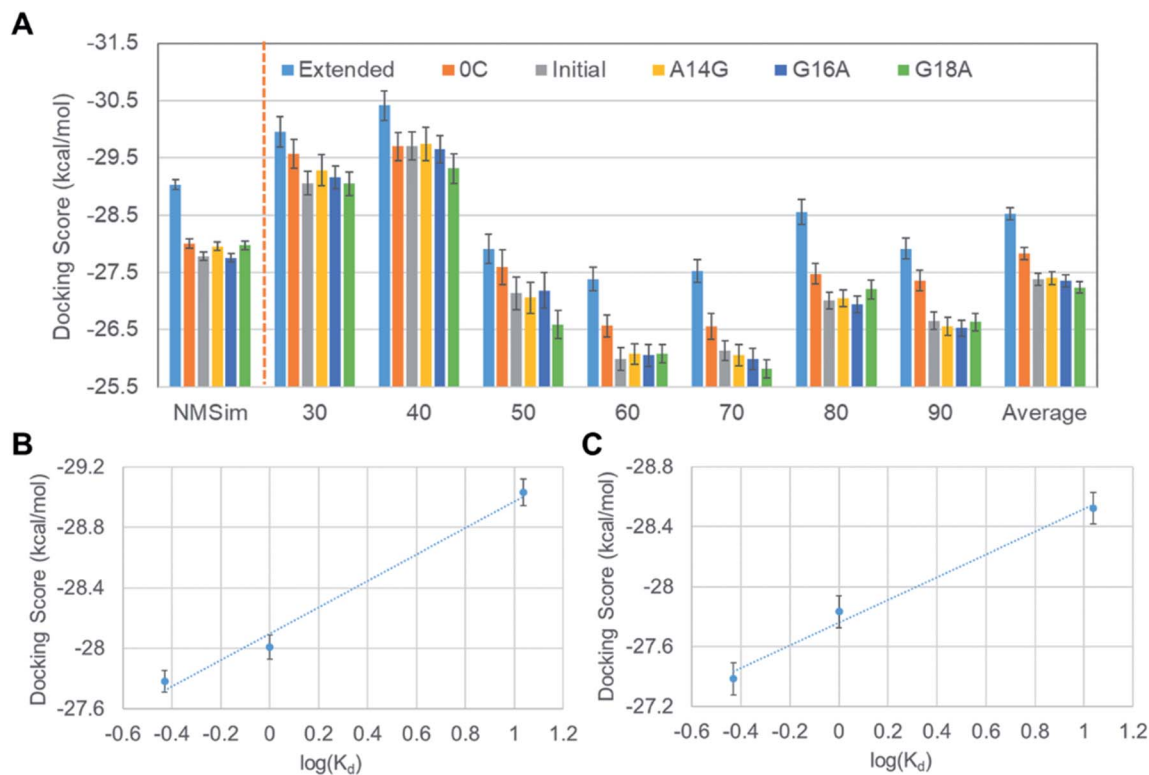 A
-31.5
-30.5
-29.5
-28.5
-27.5
-26.5
-25.5
Docking Score (kcal/mol)
Extended 0C Initial A14G G16A G18A
NMSim 30 40 50 60 70 80 90 Average
B
-29.2
-28.8
-28.4
-28
-27.6
Docking Score (kcal/mol)
-0.6 -0.4 -0.2 0 0.2 0.4 0.6 0.8 1 1.2
log(Kd)
C
-28.8
-28.4
-28
-27.6
-27.2
Docking Score (kcal/mol)
-0.6 -0.4 -0.2 0 0.2 0.4 0.6 0.8 1 1.2
log(Kd)